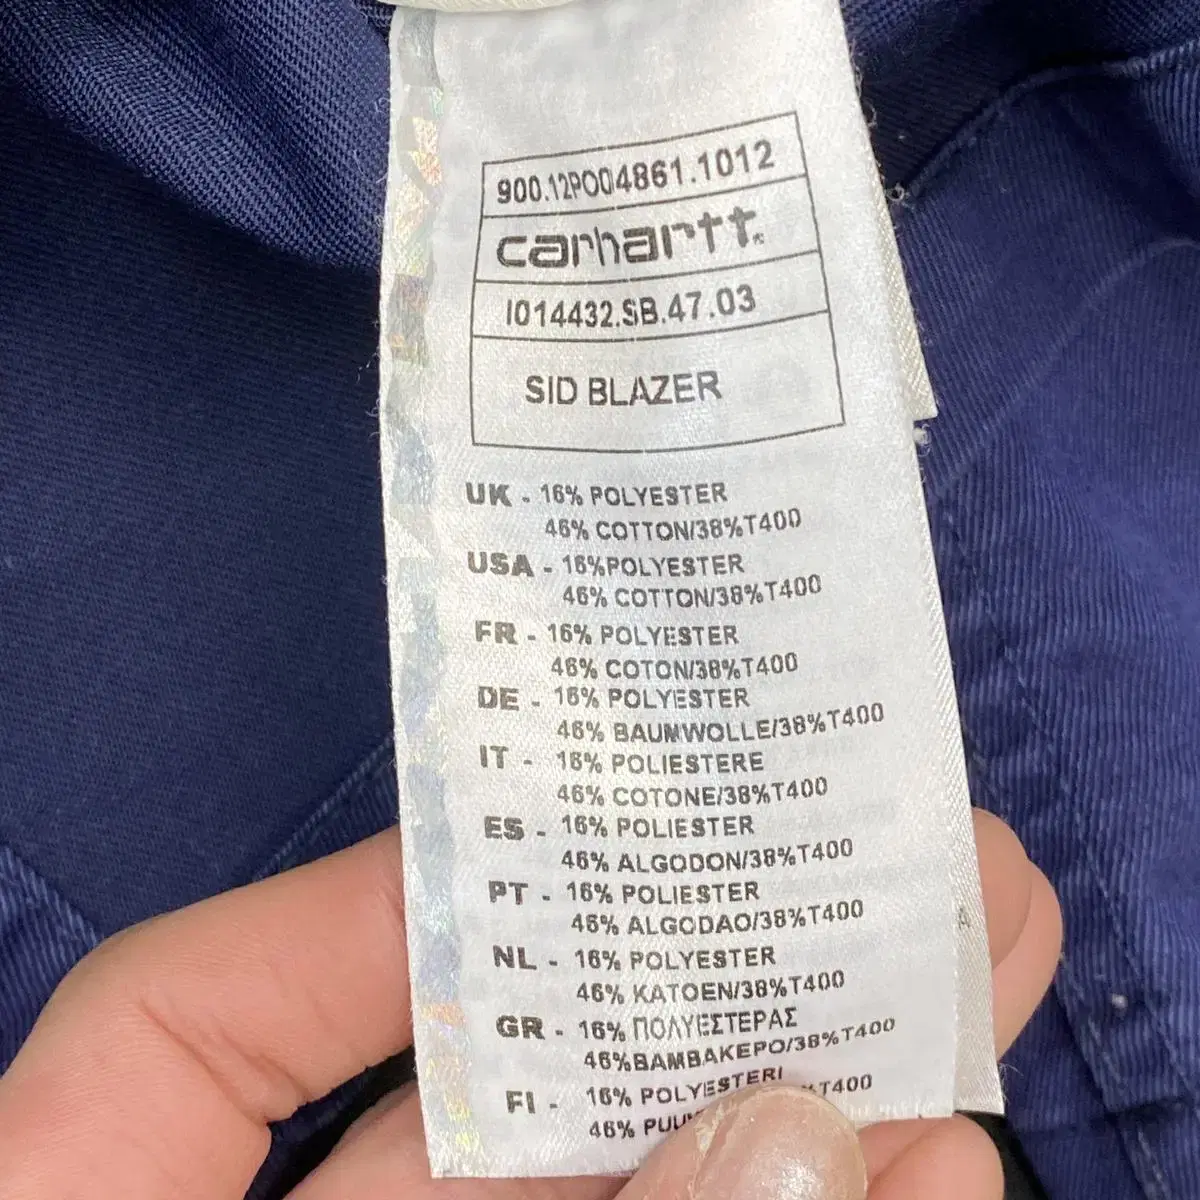 900.12PO04861.1012
carhartt®
I014432.SB.47.03
SID BLAZER
UK - 16% POLYESTER
46% COTTON/38%T400
USA - 16%POLYESTER
46% COTTON/38%T400
FR - 16% POLYESTER
46% COTON/38%T400
DE - 16% POLYESTER
46% BAUMWOLLE/38%T400
IT - 16% POLIESTERE
46% COTONE/38%T400
ES - 16% POLIESTER
46% ALGODON/38%T400
PT - 16% POLIESTER
46% ALGODAO/38%T400
NL - 16% POLYESTER
46% KATOEN/38%T400
GR - 16% ΠΟΛΥΕΣΤΕΡΑΣ
46%ΒΑΜΒΑΚΕΡΟ/38%T400
FI - 16% POLYESTERI
46% %T400